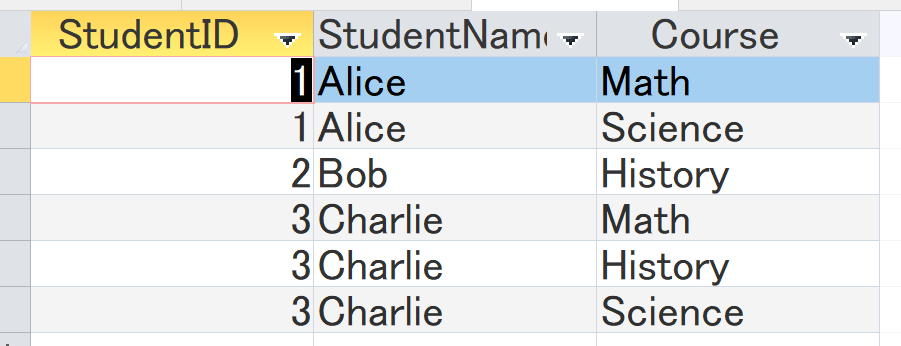 StudentID StudentName Course
1 Alice Math
1 Alice Science
2 Bob History
3 Charlie Math
3 Charlie History
3 Charlie Science